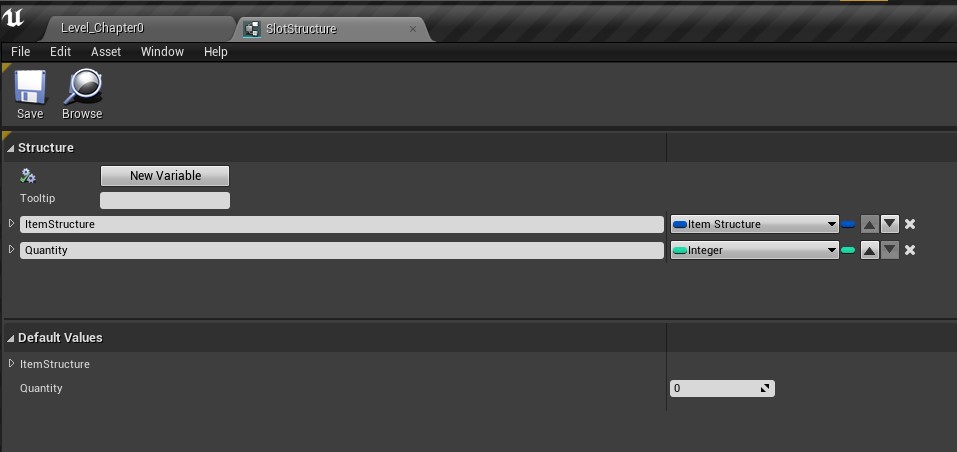 Level_Chapter0 SlotStructure
File Edit Asset Window Help
Save Browse
Structure
New Variable
Tooltip
ItemStructure Item Structure
Quantity Integer
Default Values
ItemStructure
Quantity 0